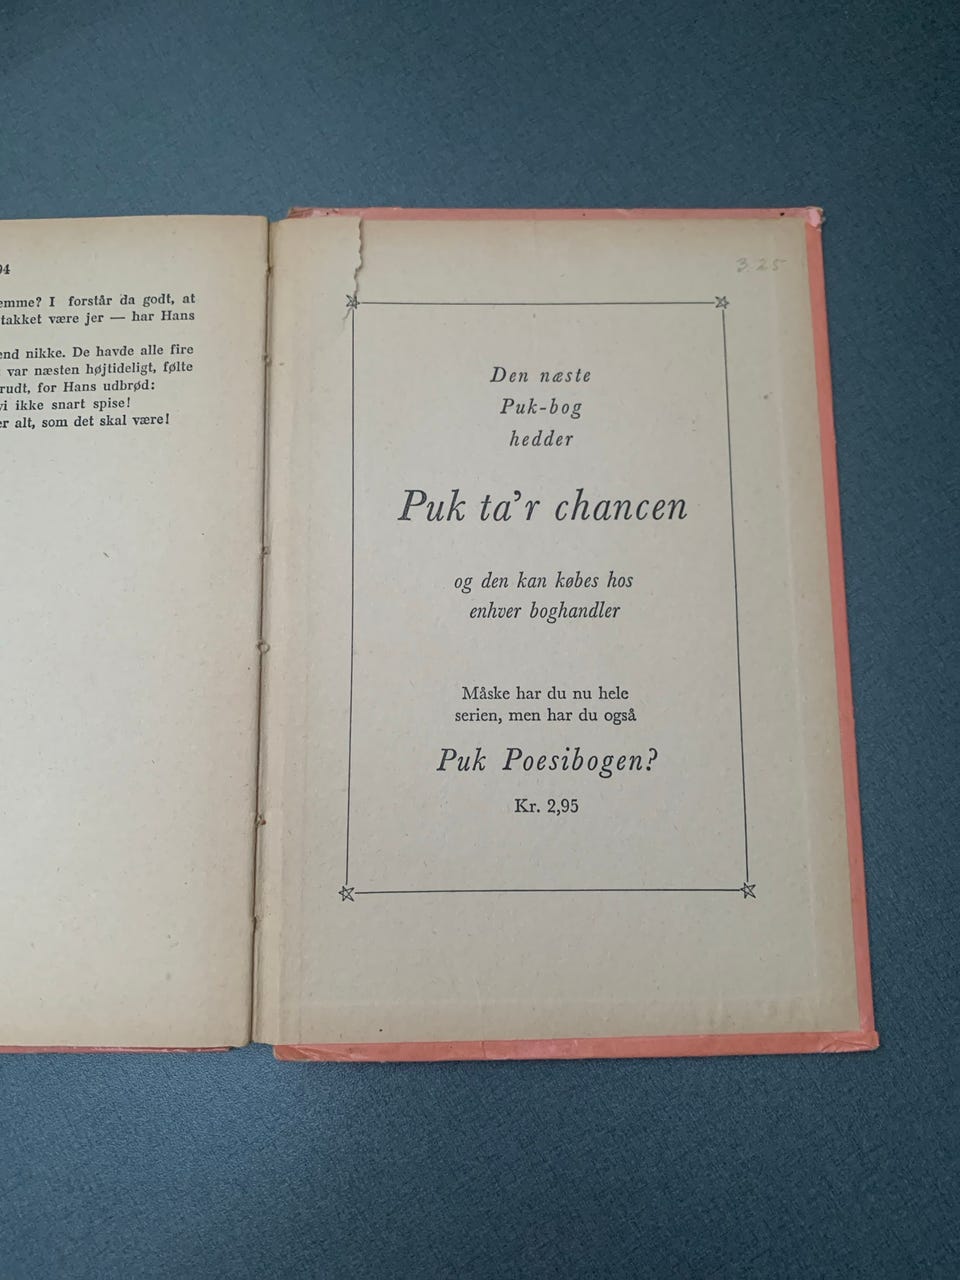 94
emme? I forstår da godt, at
takket være jer — har Hans
end nikke. De havde alle fire
var næsten højtideligt, følte
rudt, for Hans udbrød:
vi ikke snart spise!
er alt, som det skal være!
3.25
Den næste
Puk-bog
hedder
Puk ta'r chancen
og den kan købes hos
enhver boghandler
Måske har du nu hele
serien, men har du også
Puk Poesibogen?
Kr. 2,95